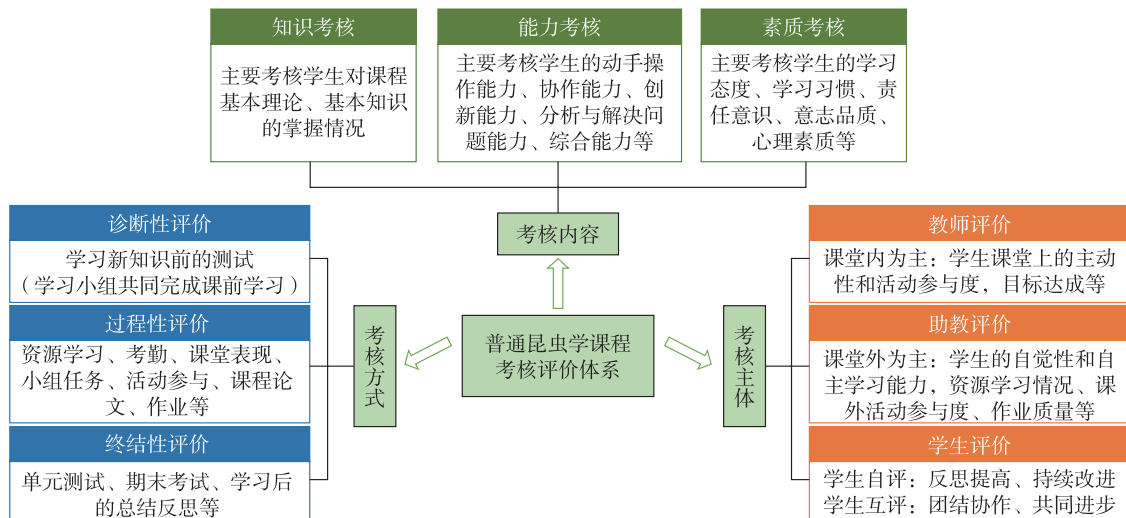 知识考核
主要考核学生对课程
基本理论、基本知识
的掌握情况
能力考核
主要考核学生的动手操
作能力、协作能力、创
新能力、分析与解决问
题能力、综合能力等
素质考核
主要考核学生的学习
态度、学习习惯、责
任意识、意志品质、
心理素质等
考核内容
诊断性评价
学习新知识前的测试
（学习小组共同完成课前学习）
过程性评价
资源学习、考勤、课堂表现、
小组任务、活动参与、课程论
文、作业等
终结性评价
单元测试、期末考试、学习后
的总结反思等
考核方式
普通昆虫学课程
考核评价体系
考核主体
教师评价
课堂内为主：学生课堂上的主动
性和活动参与度，目标达成等
助教评价
课堂外为主：学生的自觉性和自
主学习能力，资源学习情况、课
外活动参与度、作业质量等
学生评价
学生自评：反思提高、持续改进
学生互评：团结协作、共同进步